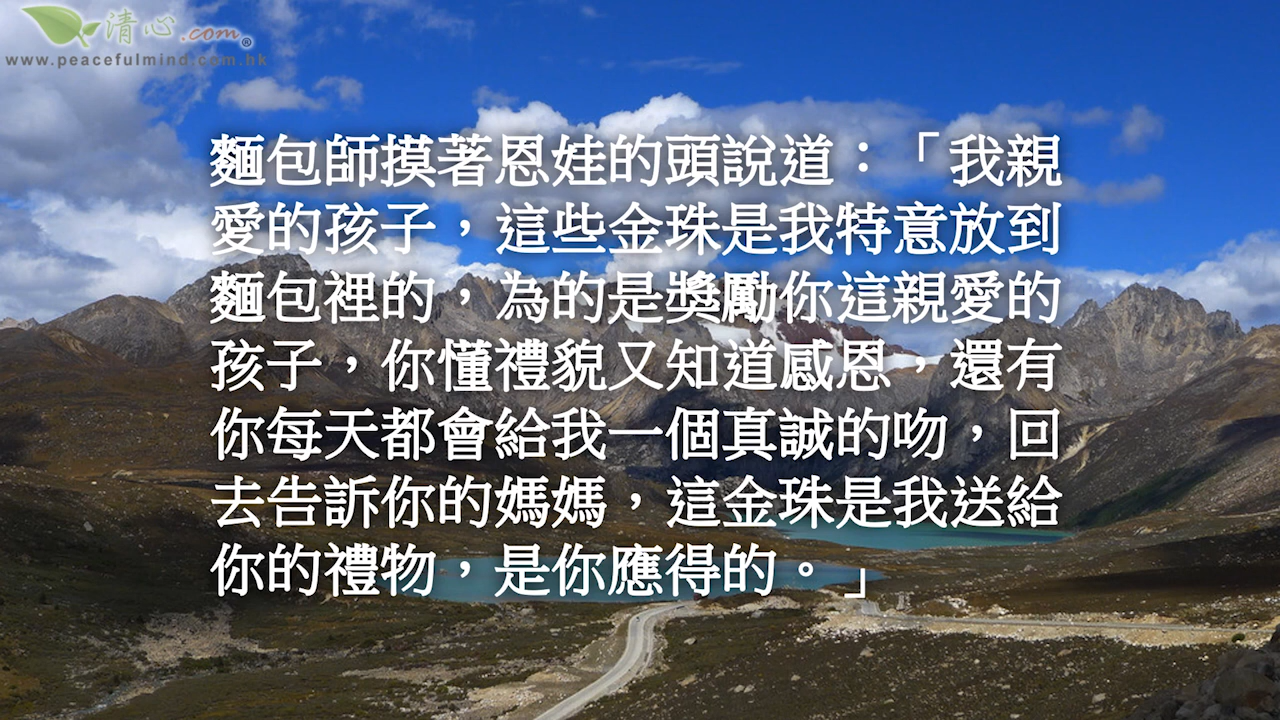 清心.com®
www.peacefulmind.com.hk
麵包師摸著恩娃的頭說道：「我親
愛的孩子，這些金珠是我特意放到
麵包裡的，為的是獎勵你這親愛的
孩子，你懂禮貌又知道感恩，還有
你每天都會給我一個真誠的吻，回
去告訴你的媽媽，這金珠是我送給
你的禮物，是你應得的。」